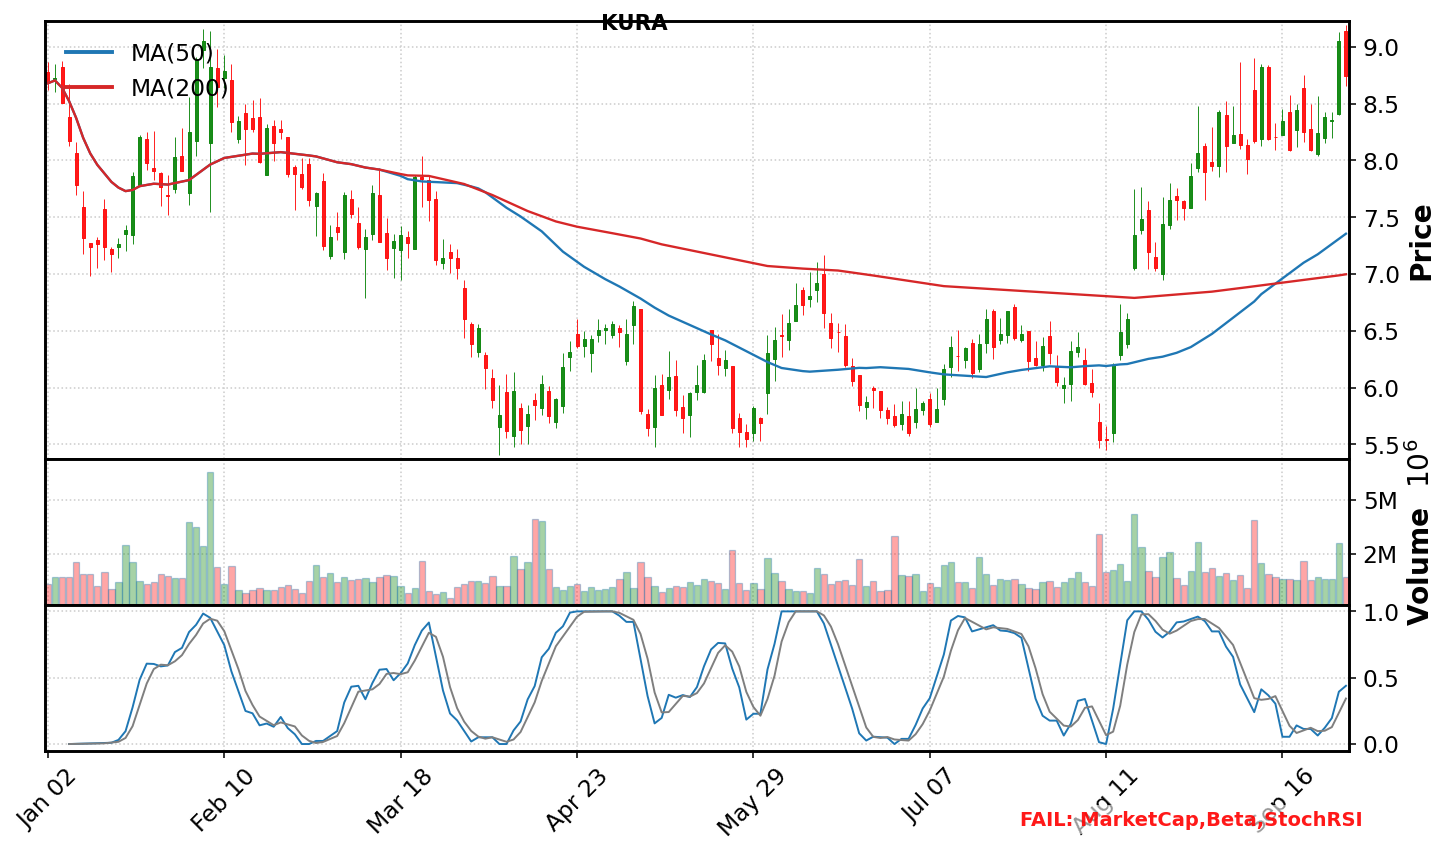 KURA
MA(50)
MA(200)
9.0
8.5
8.0
7.5
7.0
6.5
6.0
5.5
Price
10^6
5M
2M
Volume
1.0
0.5
0.0
Jan 02
Feb 10
Mar 18
Apr 23
May 29
Jul 07
Aug 11
Sep 16
FAIL: MarketCap,Beta,StochRSI